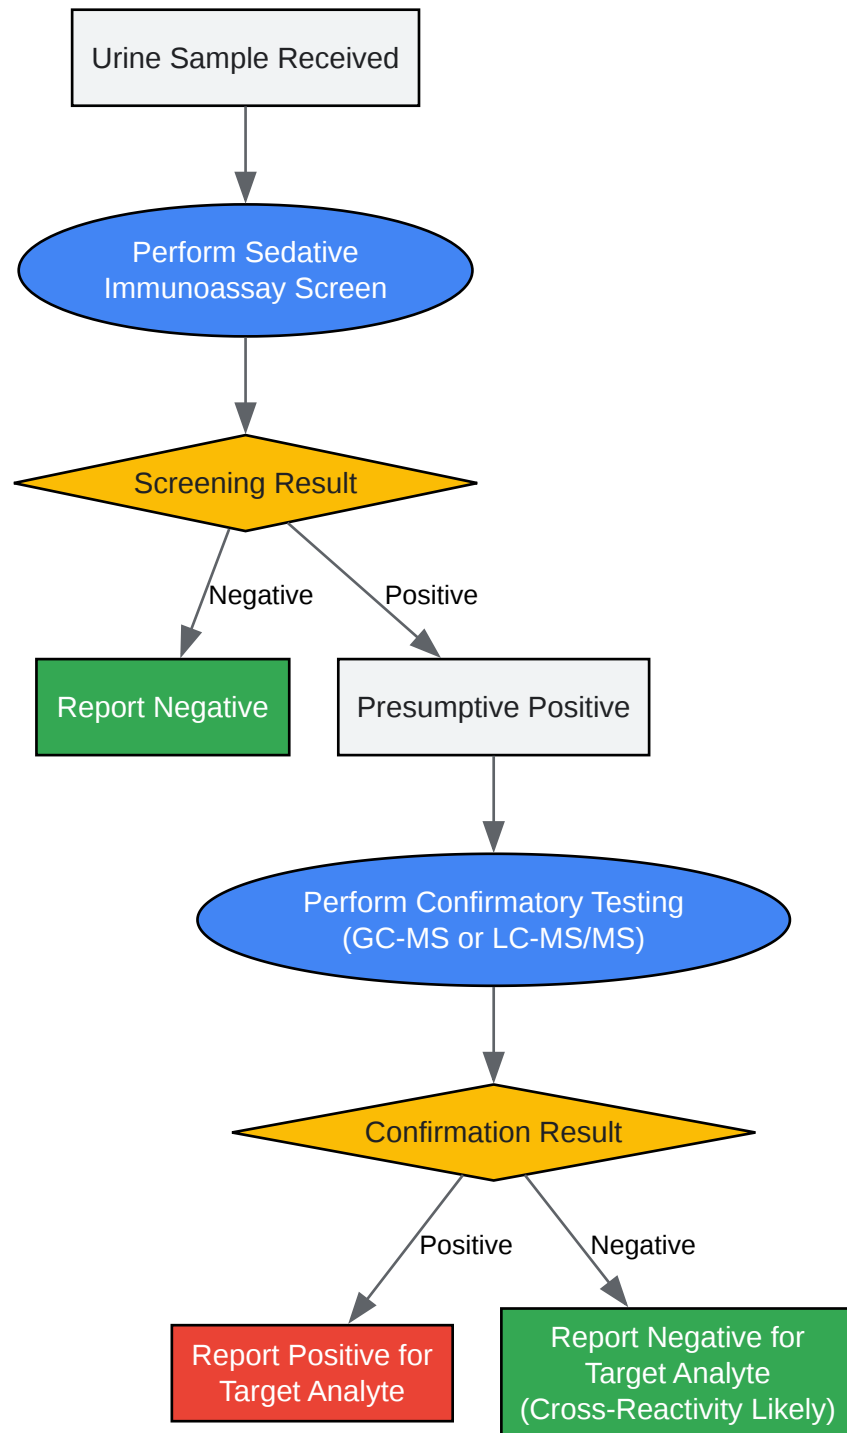 Urine Sample Received
Perform Sedative
Immunoassay Screen
Screening Result
Negative
Positive
Report Negative
Presumptive Positive
Perform Confirmatory Testing
(GC-MS or LC-MS/MS)
Confirmation Result
Positive
Negative
Report Positive for
Target Analyte
Report Negative for
Target Analyte
(Cross-Reactivity Likely)